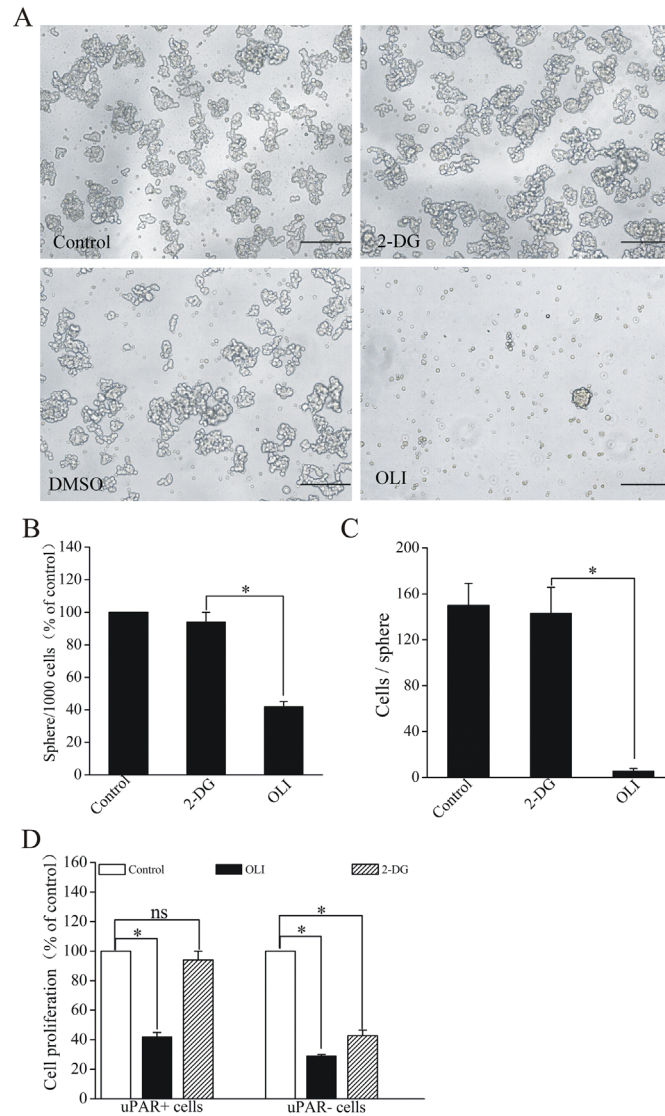 A
Control
2-DG
DMSO
OLI
B
Sphere/1000 cells (% of control)
140
120
100
80
60
40
20
0
*
Control
2-DG
OLI
C
Cells / sphere
200
160
120
80
40
0
*
Control
2-DG
OLI
D
Cell proliferation (% of control)
160
140
120
100
80
60
40
20
0
Control
OLI
2-DG
ns
*
*
*
uPAR+ cells
uPAR- cells